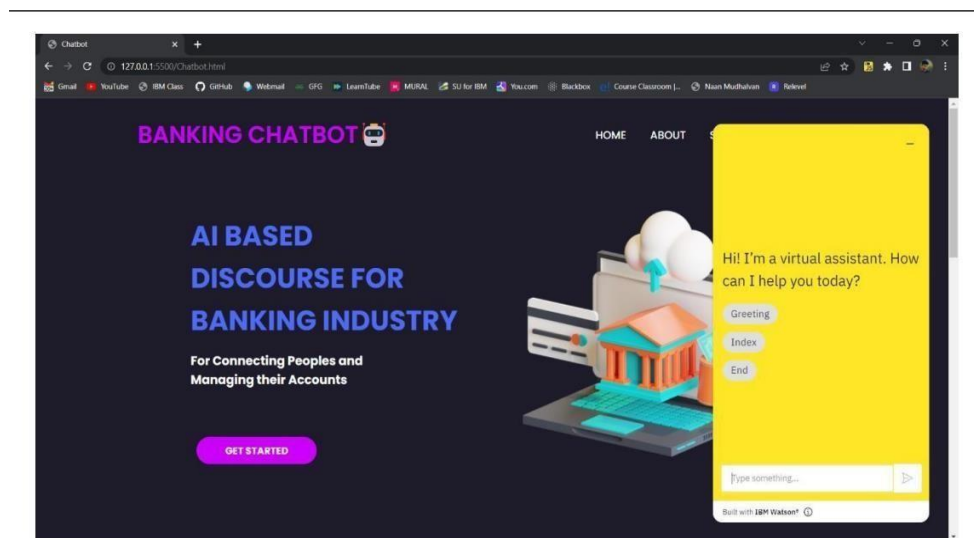 Chatbot
127.0.0.1:5500/Chatbot.html
Gmail YouTube IBM Class GitHub Webmail GFG LearnTube MURAL SU for IBM You.com Blackbox Course Classroom |... Naan Mudhalvan Relevel
BANKING CHATBOT
HOME ABOUT S
AI BASED
DISCOURSE FOR
BANKING INDUSTRY
For Connecting Peoples and
Managing their Accounts
GET STARTED
Hi! I'm a virtual assistant. How
can I help you today?
Greeting
Index
End
Type something...
Built with IBM Watson®